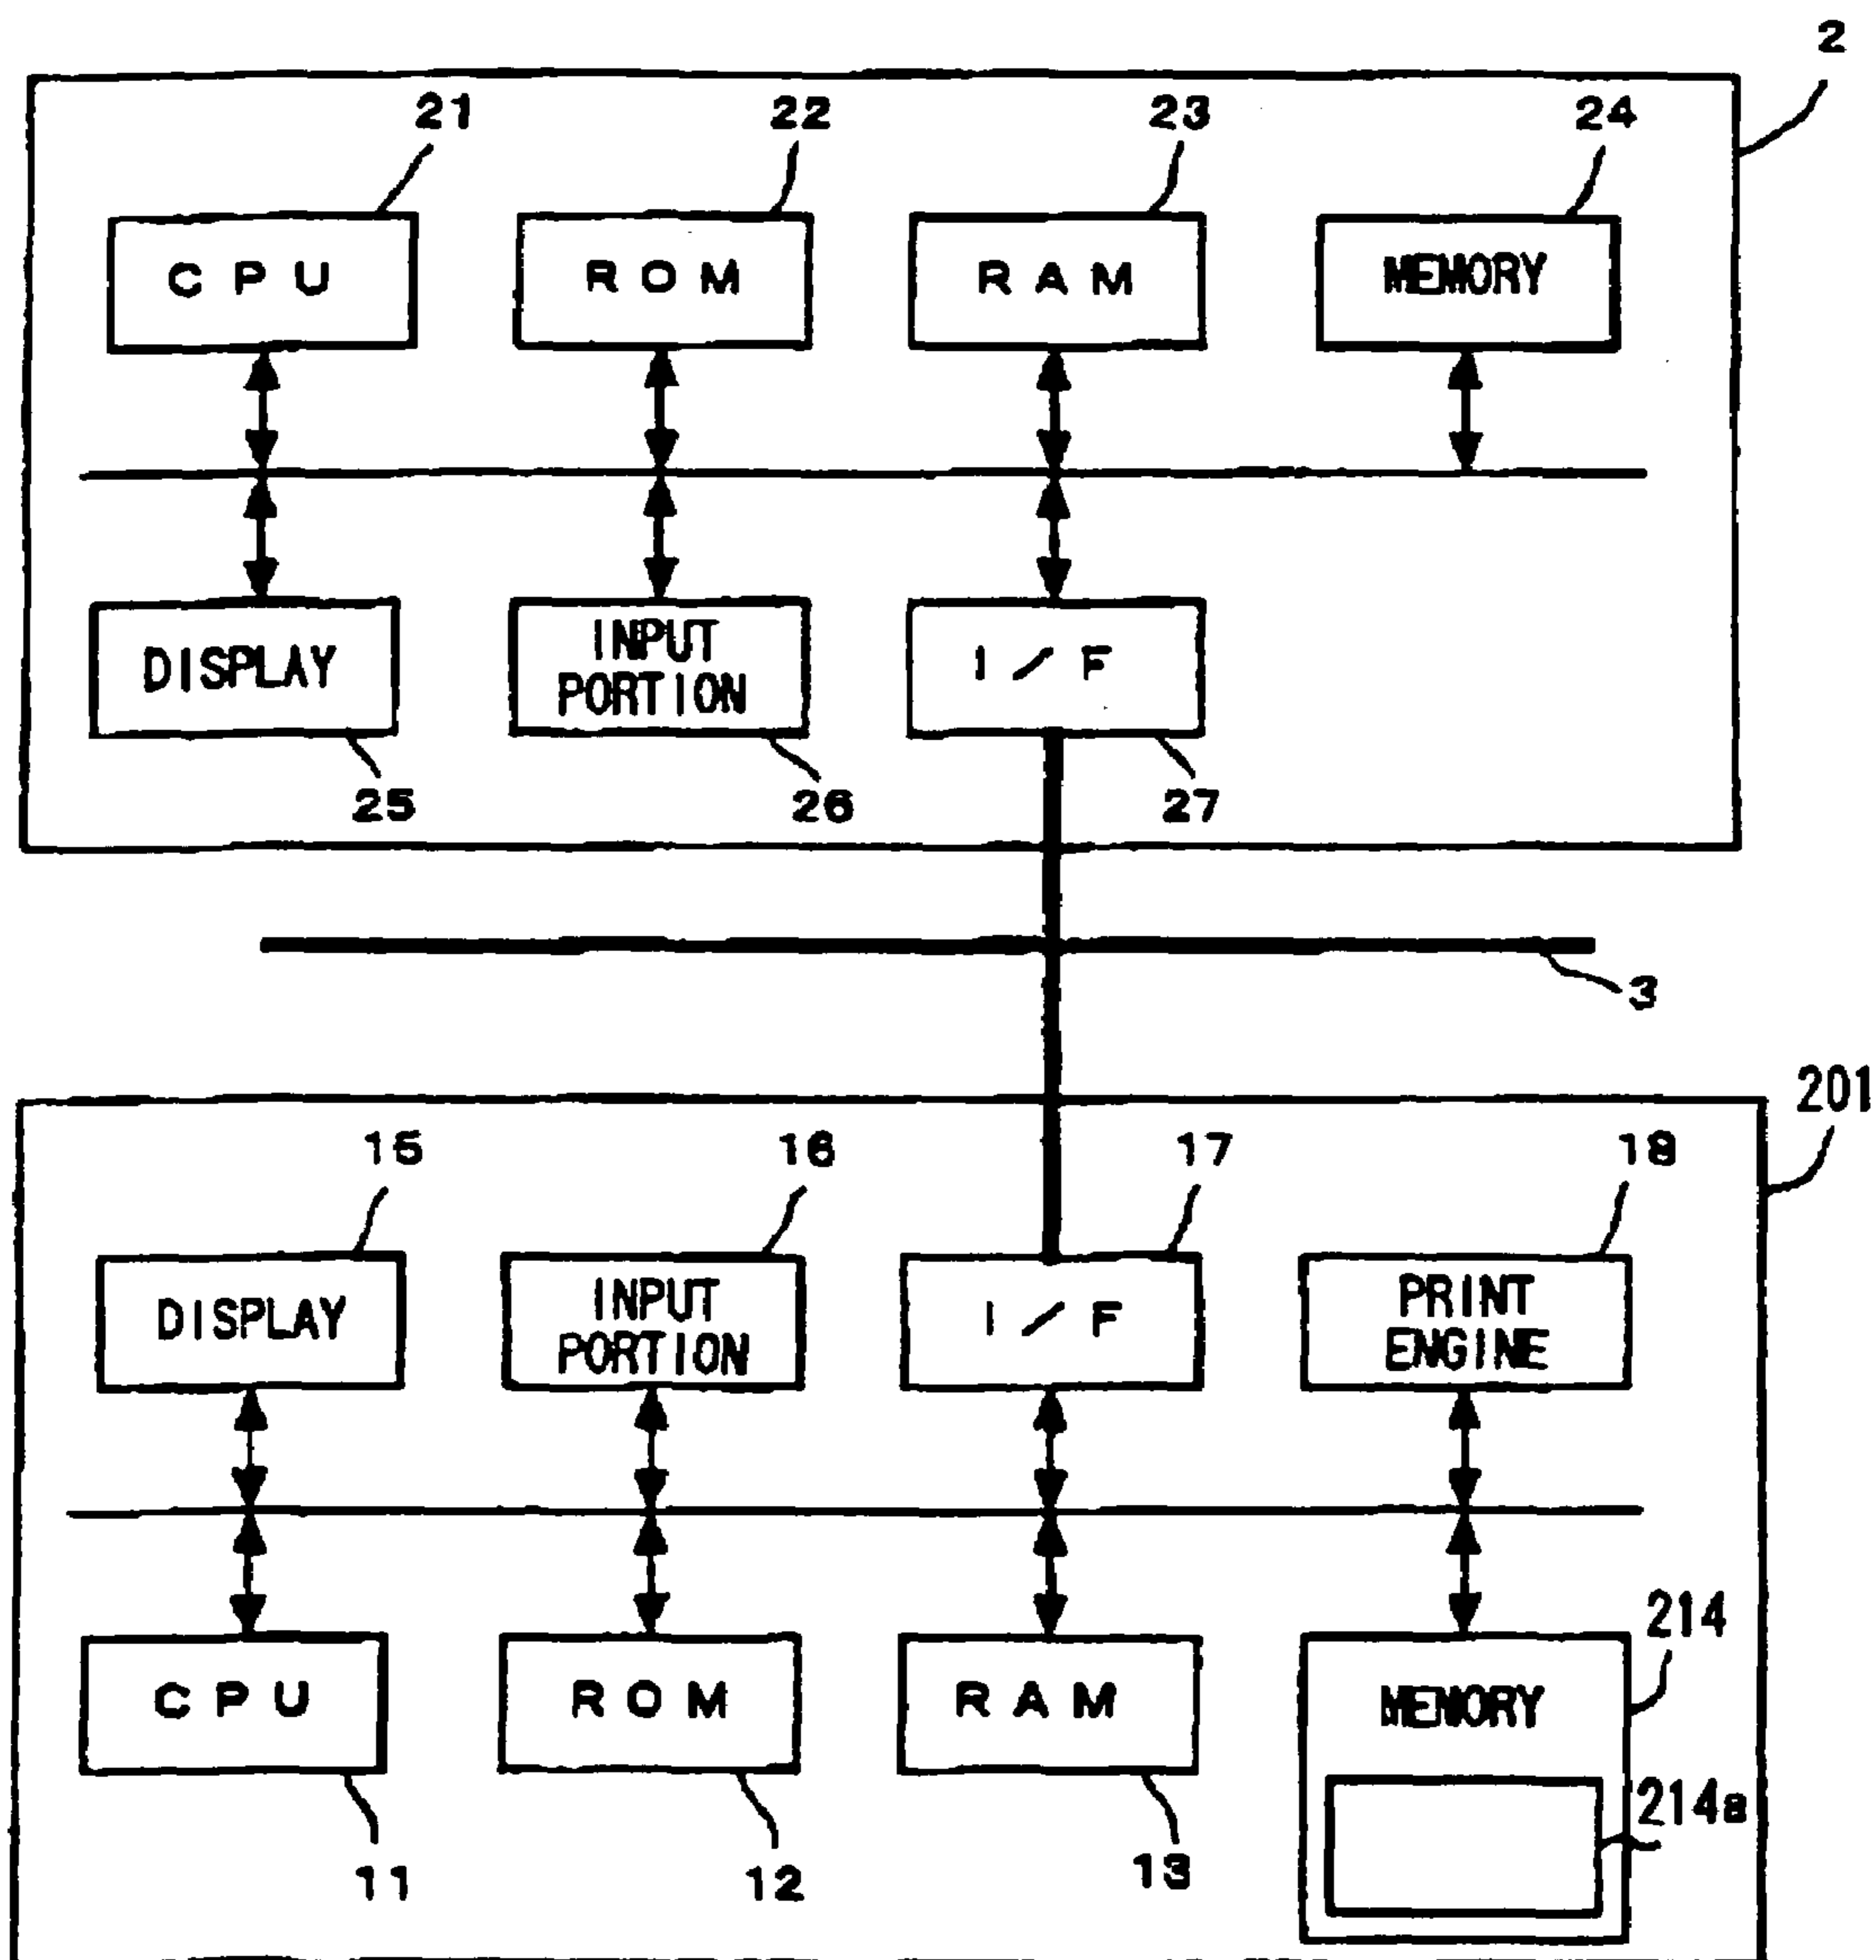 2
21 22 23 24
CPU ROM RAM MEMORY
DISPLAY
INPUT
PORTION
I/F
25 26 27
3
201
15 16 17 18
DISPLAY
INPUT
PORTION
I/F
PRINT
ENGINE
214
CPU ROM RAM MEMORY
214a
11 12 13